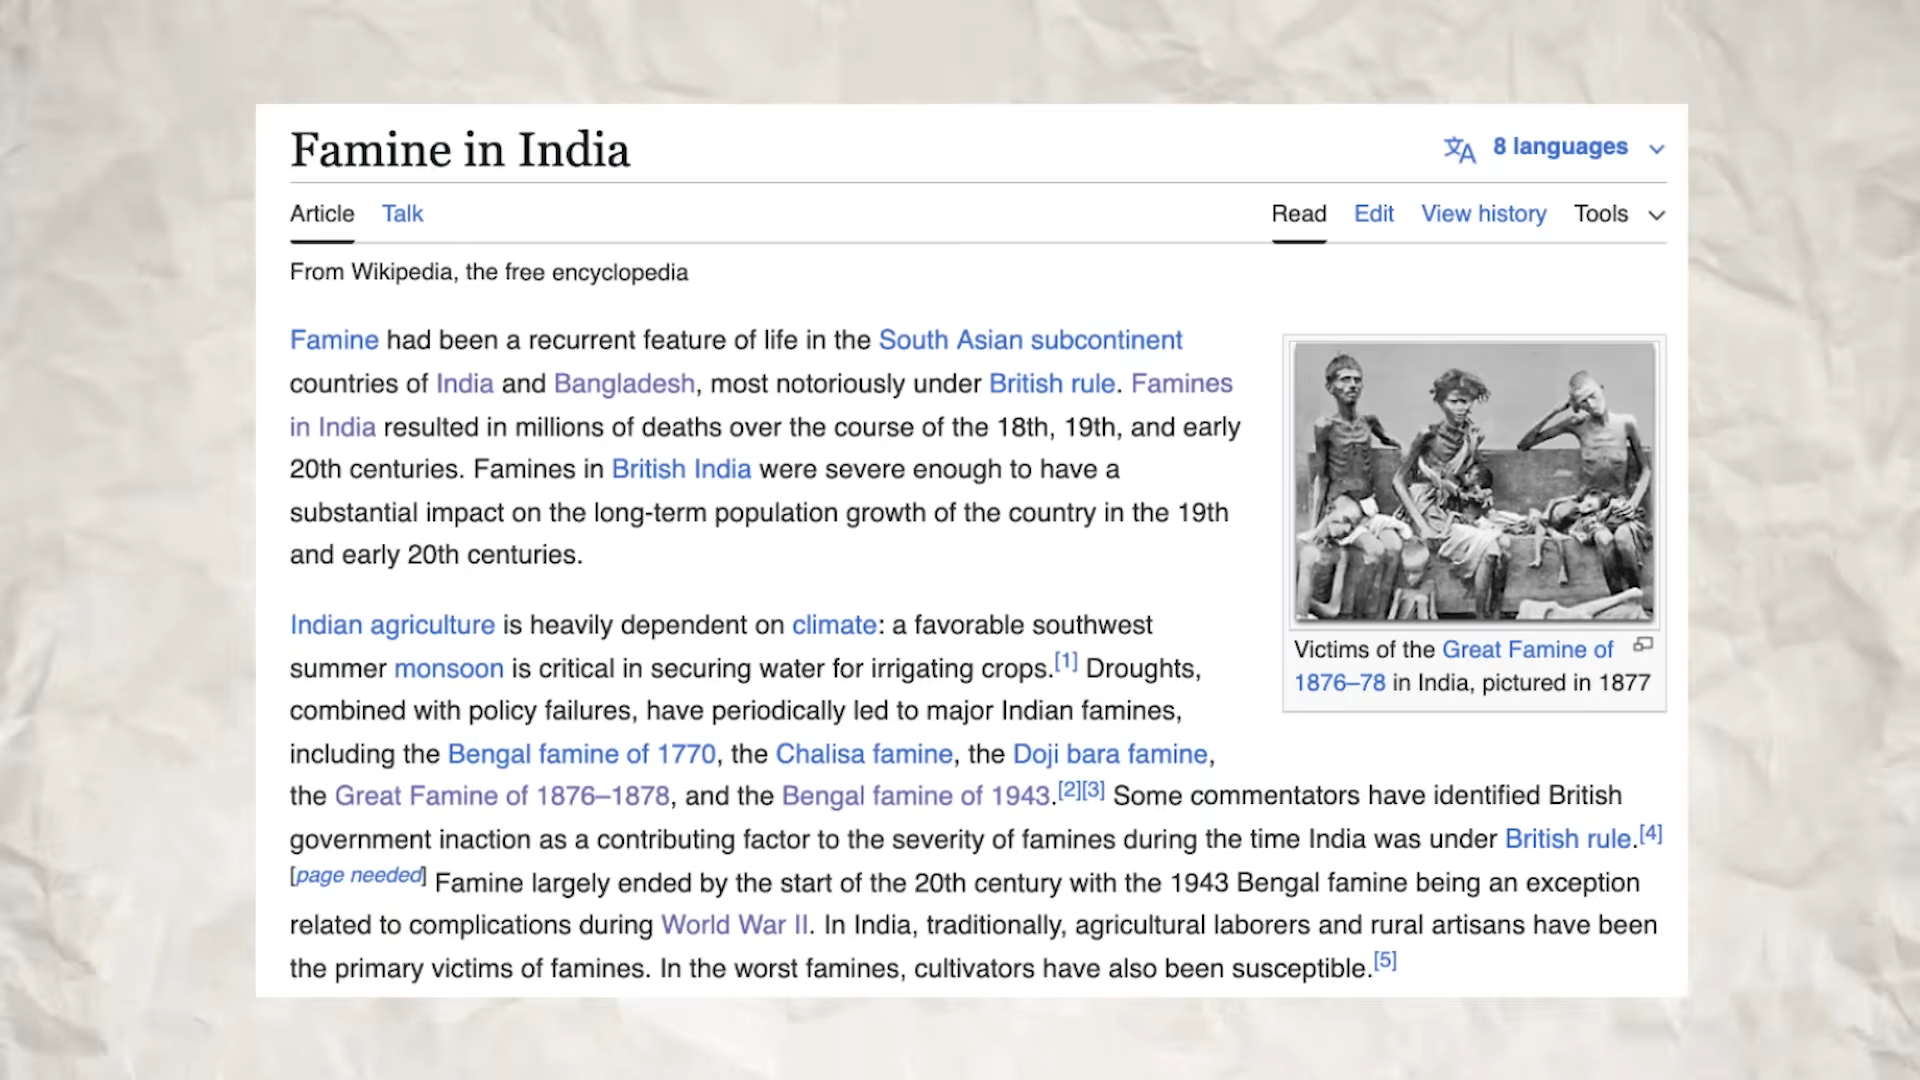 Famine in India
8 languages
Article Talk
Read Edit View history Tools
From Wikipedia, the free encyclopedia
Famine had been a recurrent feature of life in the South Asian subcontinent
countries of India and Bangladesh, most notoriously under British rule. Famines
in India resulted in millions of deaths over the course of the 18th, 19th, and early
20th centuries. Famines in British India were severe enough to have a
substantial impact on the long-term population growth of the country in the 19th
and early 20th centuries.
Victims of the Great Famine of
1876–78 in India, pictured in 1877
Indian agriculture is heavily dependent on climate: a favorable southwest
summer monsoon is critical in securing water for irrigating crops.[1] Droughts,
combined with policy failures, have periodically led to major Indian famines,
including the Bengal famine of 1770, the Chalisa famine, the Doji bara famine,
the Great Famine of 1876–1878, and the Bengal famine of 1943.[2][3] Some commentators have identified British
government inaction as a contributing factor to the severity of famines during the time India was under British rule.[4]
[page needed] Famine largely ended by the start of the 20th century with the 1943 Bengal famine being an exception
related to complications during World War II. In India, traditionally, agricultural laborers and rural artisans have been
the primary victims of famines. In the worst famines, cultivators have also been susceptible.[5]